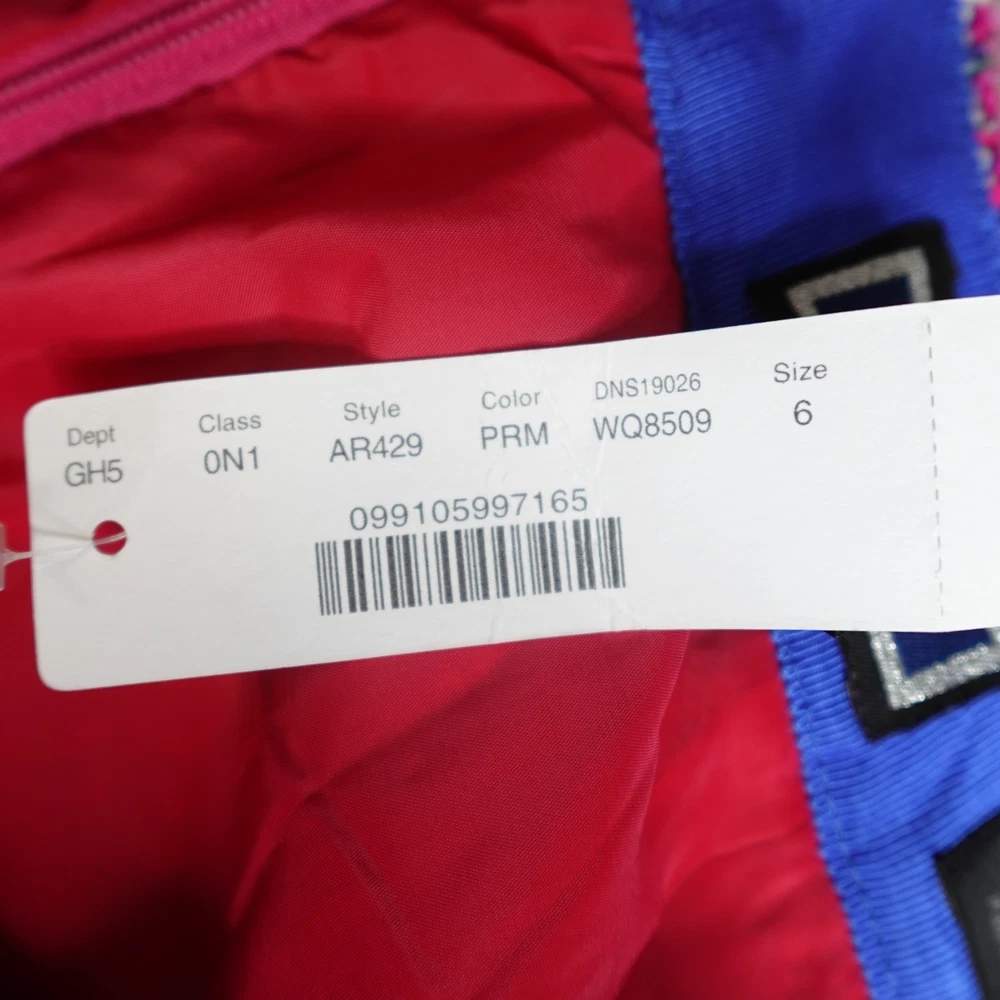 Dept Class Style Color DNS19026 Size
GH5 0N1 AR429 PRM WQ8509 6
099105997165